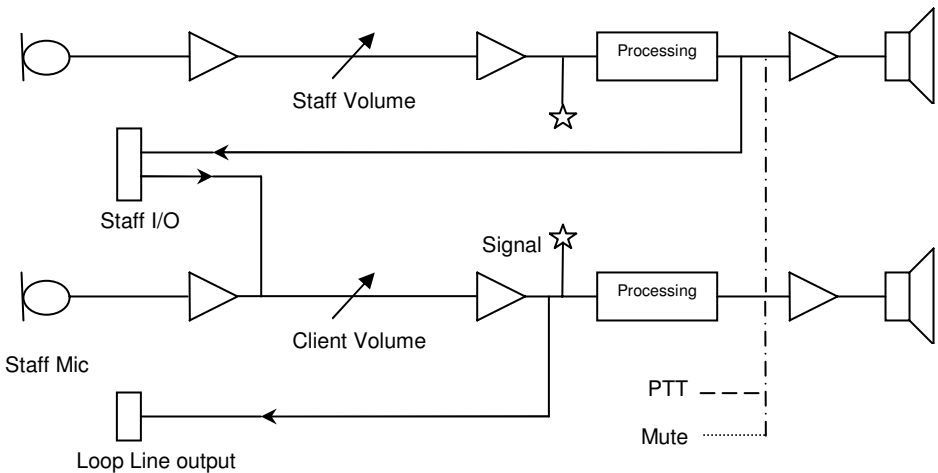 Processing
Staff Volume
Staff I/O
Signal
Processing
Client Volume
Staff Mic
PTT
Mute
Loop Line output